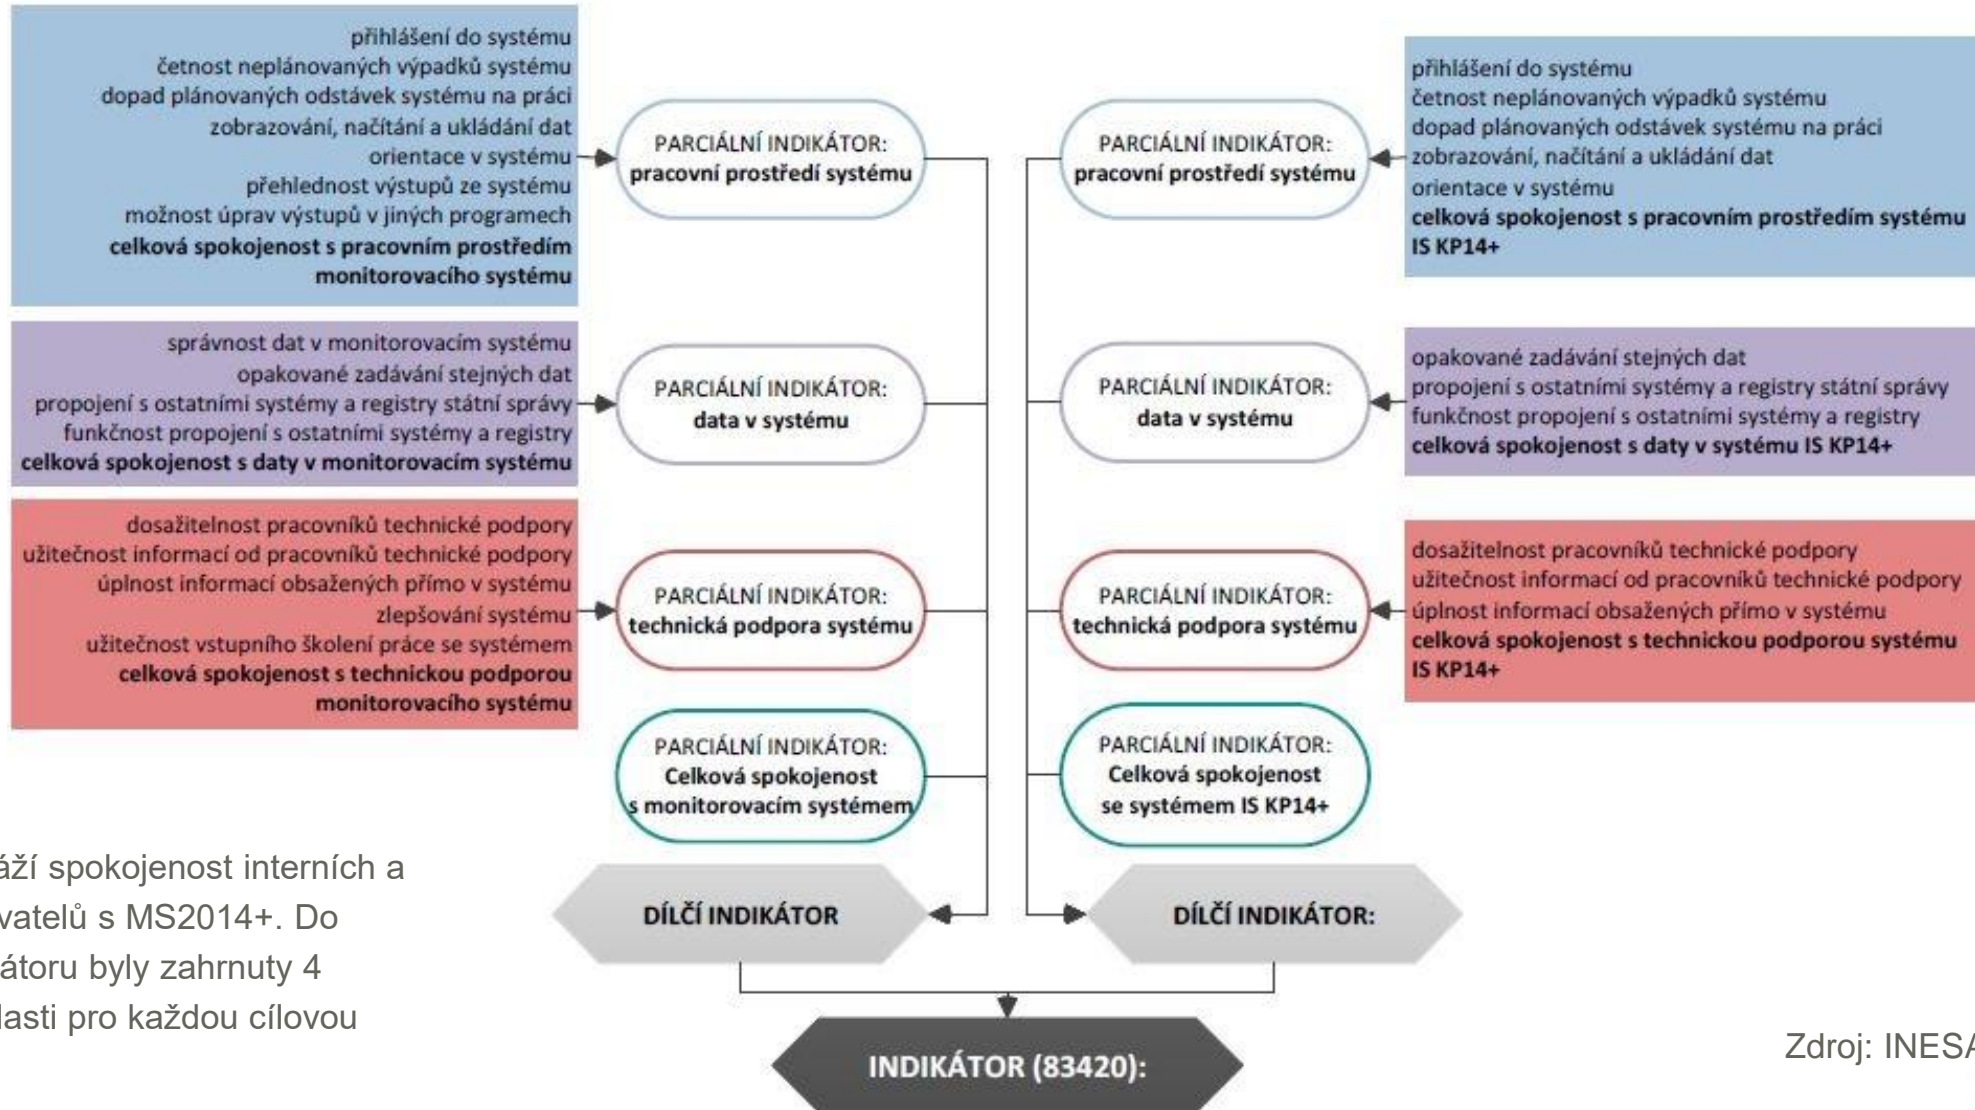 přihlášení do systému
četnost neplánovaných výpadků systému
dopad plánovaných odstávek systému na práci
zobrazování, načítání a ukládání dat
orientace v systému
přehlednost výstupů ze systému
možnost úprav výstupů v jiných programech
celková spokojenost s pracovním prostředím
monitorovacího systému
správnost dat v monitorovacím systému
opakované zadávání stejných dat
propojení s ostatními systémy a registry státní správy
funkčnost propojení s ostatními systémy a registry
celková spokojenost s daty v monitorovacím systému
dosažitelnost pracovníků technické podpory
užitečnost informací od pracovníků technické podpory
úplnost informací obsažených přímo v systému
zlepšování systému
užitečnost vstupního školení práce se systémem
celková spokojenost s technickou podporou
monitorovacího systému
PARCIÁLNÍ INDIKÁTOR:
pracovní prostředí systému
PARCIÁLNÍ INDIKÁTOR:
data v systému
PARCIÁLNÍ INDIKÁTOR:
technická podpora systému
PARCIÁLNÍ INDIKÁTOR:
Celková spokojenost
s monitorovacím systémem
PARCIÁLNÍ INDIKÁTOR:
pracovní prostředí systému
PARCIÁLNÍ INDIKÁTOR:
data v systému
PARCIÁLNÍ INDIKÁTOR:
technická podpora systému
PARCIÁLNÍ INDIKÁTOR:
Celková spokojenost
se systémem IS KP14+
přihlášení do systému
četnost neplánovaných výpadků systému
dopad plánovaných odstávek systému na práci
zobrazování, načítání a ukládání dat
orientace v systému
celková spokojenost s pracovním prostředím systému
IS KP14+
opakované zadávání stejných dat
propojení s ostatními systémy a registry státní správy
funkčnost propojení s ostatními systémy a registry
celková spokojenost s daty v systému IS KP14+
dosažitelnost pracovníků technické podpory
užitečnost informací od pracovníků technické podpory
úplnost informací obsažených přímo v systému
celková spokojenost s technickou podporou systému
IS KP14+
spokojenost interních a
s MS2014+. Do
byly zahrnuty 4
pro každou cílovou
DÍLČÍ INDIKÁTOR
DÍLČÍ INDIKÁTOR:
INDIKÁTOR (83420):
Zdroj: INESA